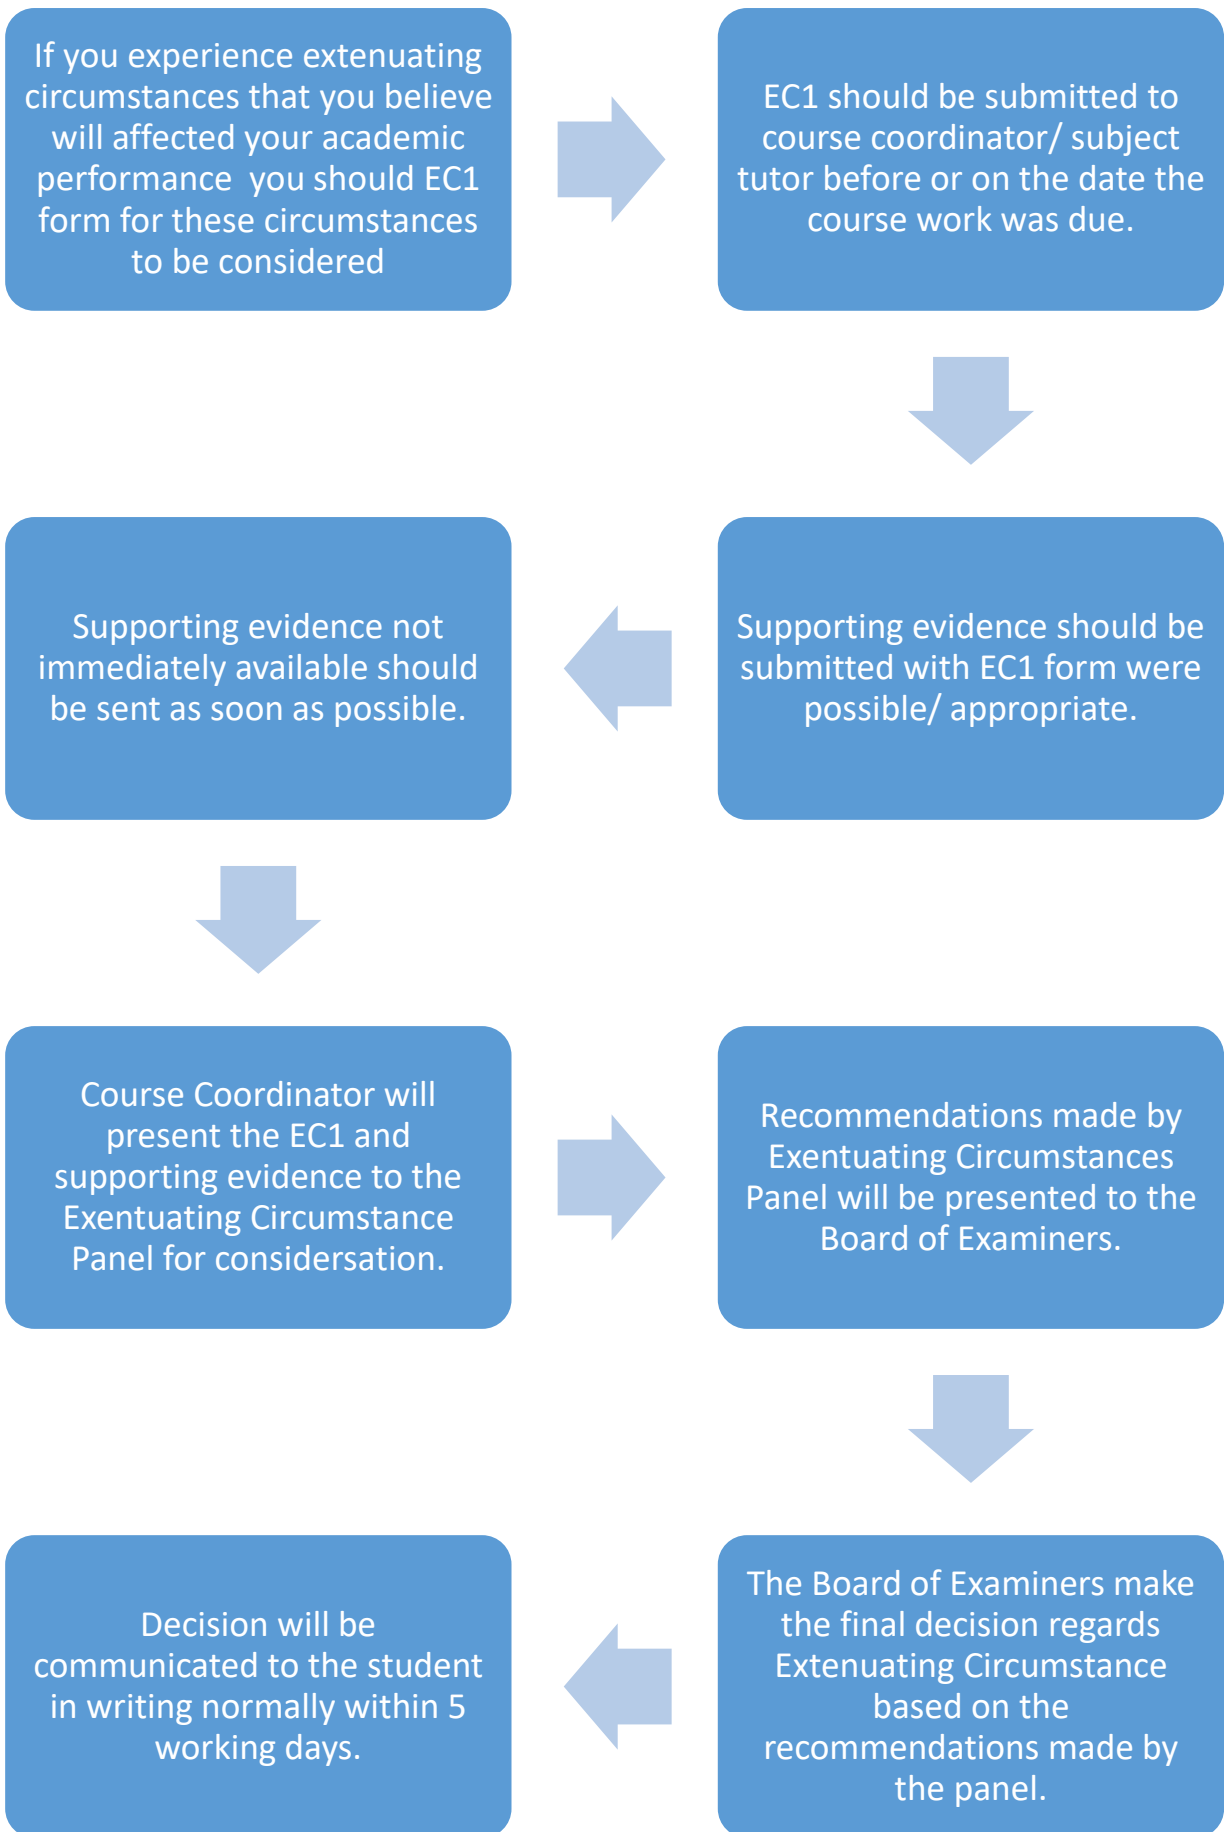 If you experience extenuating
circumstances that you believe
will affected your academic
performance  you should EC1
form for these circumstances
to be considered
EC1 should be submitted to
course coordinator/ subject
tutor before or on the date the
course work was due.
Supporting evidence should be
submitted with EC1 form were
possible/ appropriate.
Supporting evidence not
immediately available should
be sent as soon as possible.
Course Coordinator will
present the EC1 and
supporting evidence to the
Exentuating Circumstance
Panel for considersation.
Recommendations made by
Exentuating Circumstances
Panel will be presented to the
Board of Examiners.
The Board of Examiners make
the final decision regards
Extenuating Circumstance
based on the
recommendations made by
the panel.
Decision will be
communicated to the student
in writing normally within 5
working days.